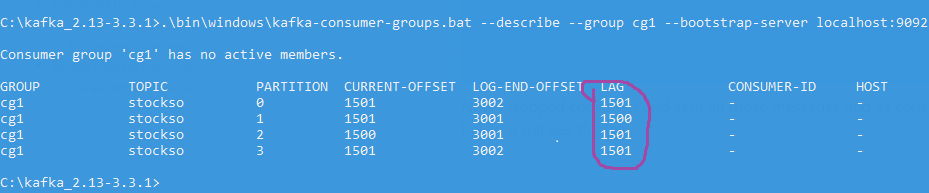 C:\kafka_2.13-3.3.1>.\bin\windows\kafka-consumer-groups.bat --describe --group cg1 --bootstrap-server localhost:9092
Consumer group 'cg1' has no active members.
GROUP TOPIC PARTITION CURRENT-OFFSET LOG-END-OFFSET LAG CONSUMER-ID HOST
cg1 stockso 0 1501 3002 1501 - -
cg1 stockso 1 1501 3001 1500 - -
cg1 stockso 2 1500 3001 1501 - -
cg1 stockso 3 1501 3002 1501 - -
C:\kafka_2.13-3.3.1>